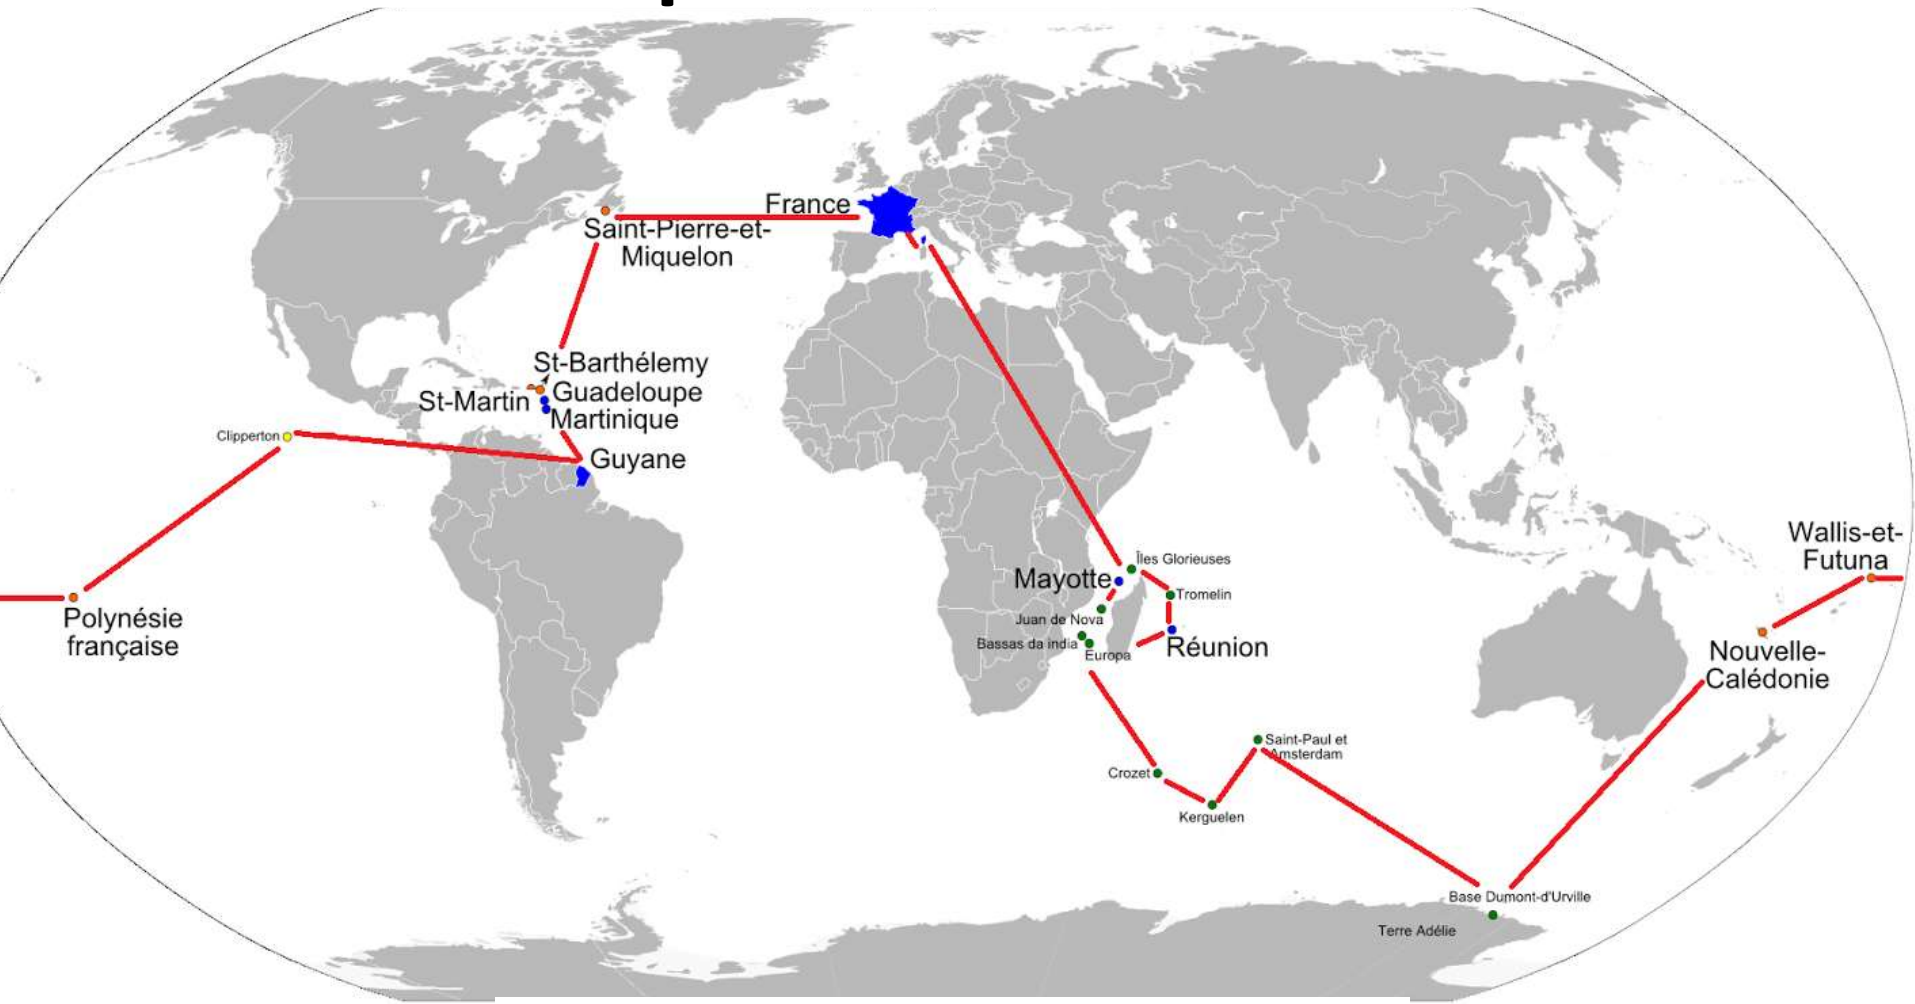 France
Saint-Pierre-et-
Miquelon
St-Barthélemy
St-Martin
Guadeloupe
Martinique
Clipperton
Guyane
Polynésie
française
Îles Glorieuses
Mayotte
Tromelin
Juan de Nova
Bassas da india
Europa
Réunion
Wallis-et-
Futuna
Nouvelle-
Calédonie
Saint-Paul et
Amsterdam
Crozet
Kerguelen
Base Dumont-d'Urville
Terre Adélie